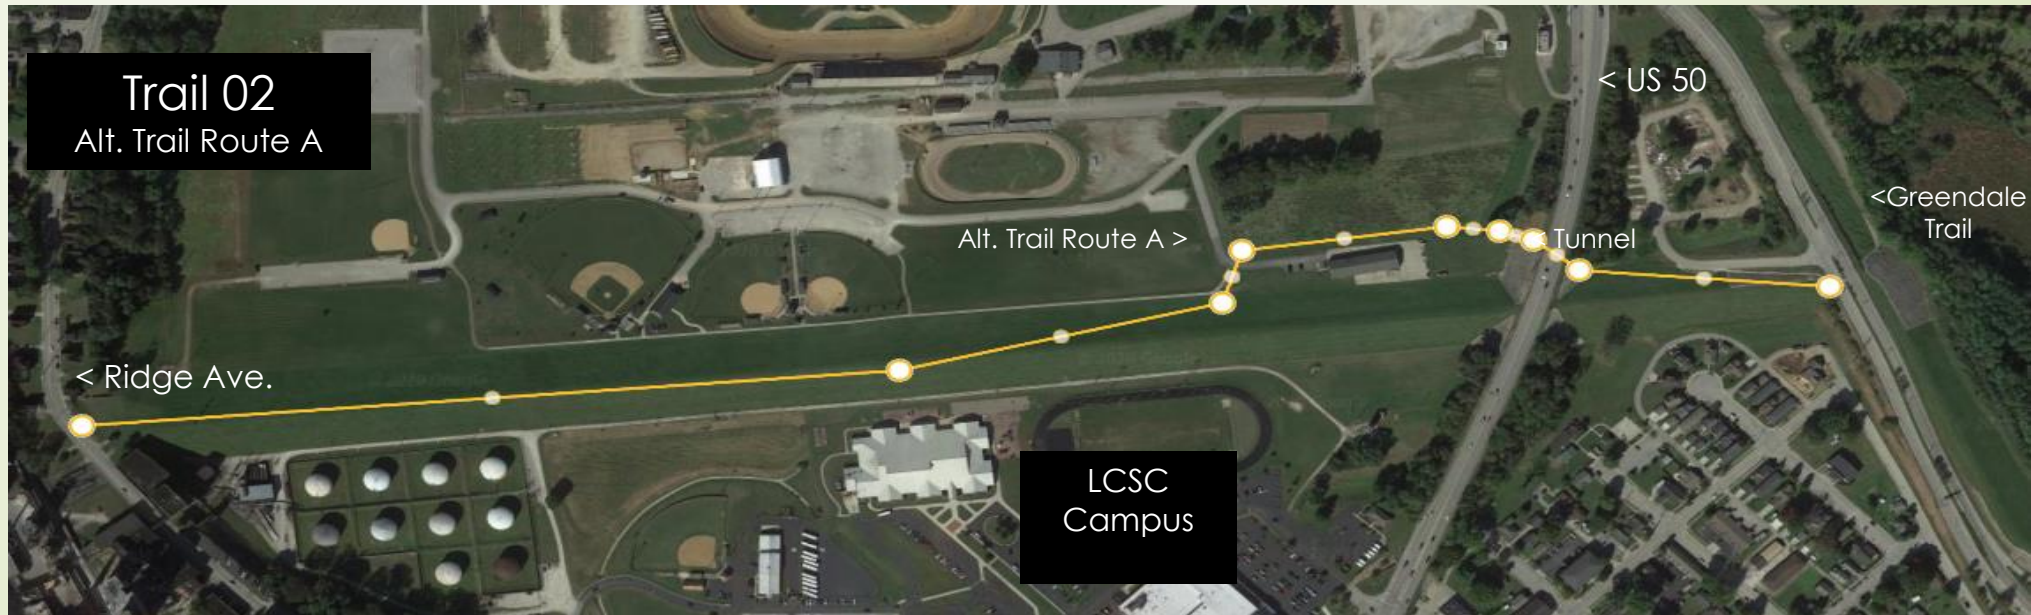 Trail 02
Alt. Trail Route A
< US 50
<Greendale
Trail
Alt. Trail Route A >
< Tunnel
< Ridge Ave.
LCSC
Campus